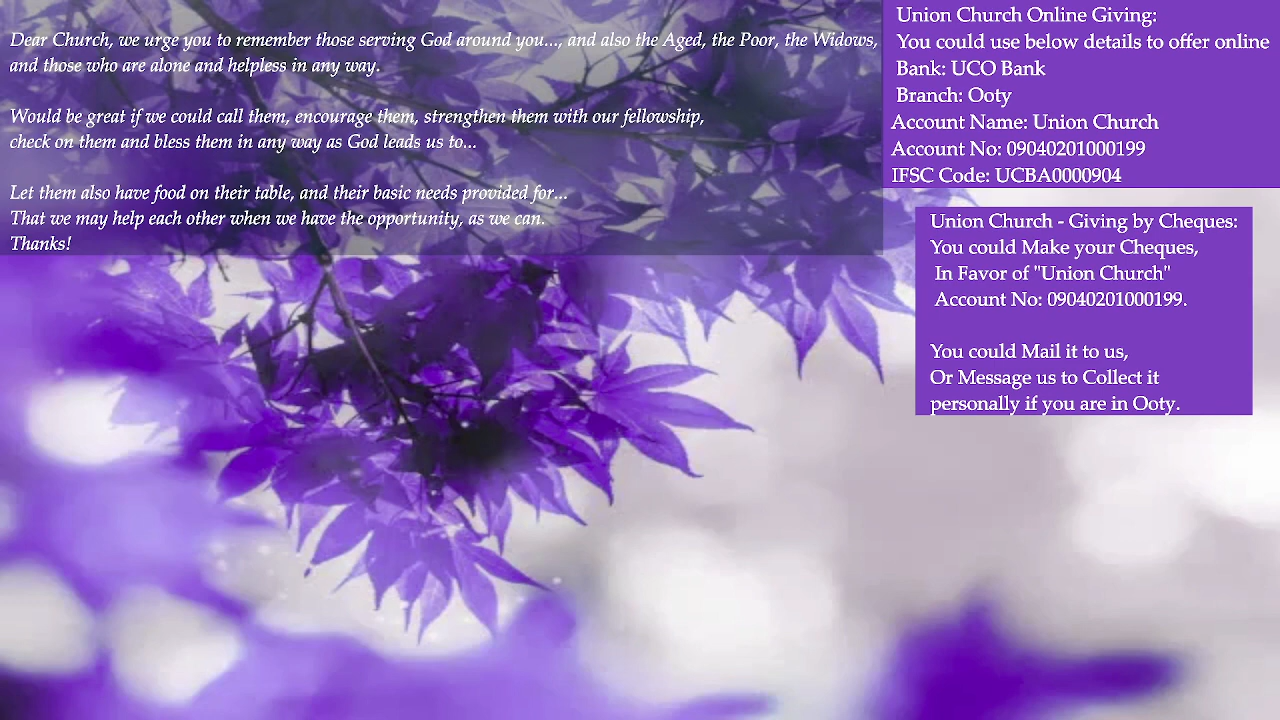 Dear Church, we urge you to remember those serving God around you..., and also the Aged, the Poor, the Widows,
and those who are alone and helpless in any way.
Would be great if we could call them, encourage them, strengthen them with our fellowship,
check on them and bless them in any way as God leads us to...
Let them also have food on their table, and their basic needs provided for...
That we may help each other when we have the opportunity, as we can.
Thanks!
Union Church Online Giving:
You could use below details to offer online
Bank: UCO Bank
Branch: Ooty
Account Name: Union Church
Account No: 09040201000199
IFSC Code: UCBA0000904
Union Church - Giving by Cheques:
You could Make your Cheques,
In Favor of "Union Church"
Account No: 09040201000199.
You could Mail it to us,
Or Message us to Collect it
personally if you are in Ooty.